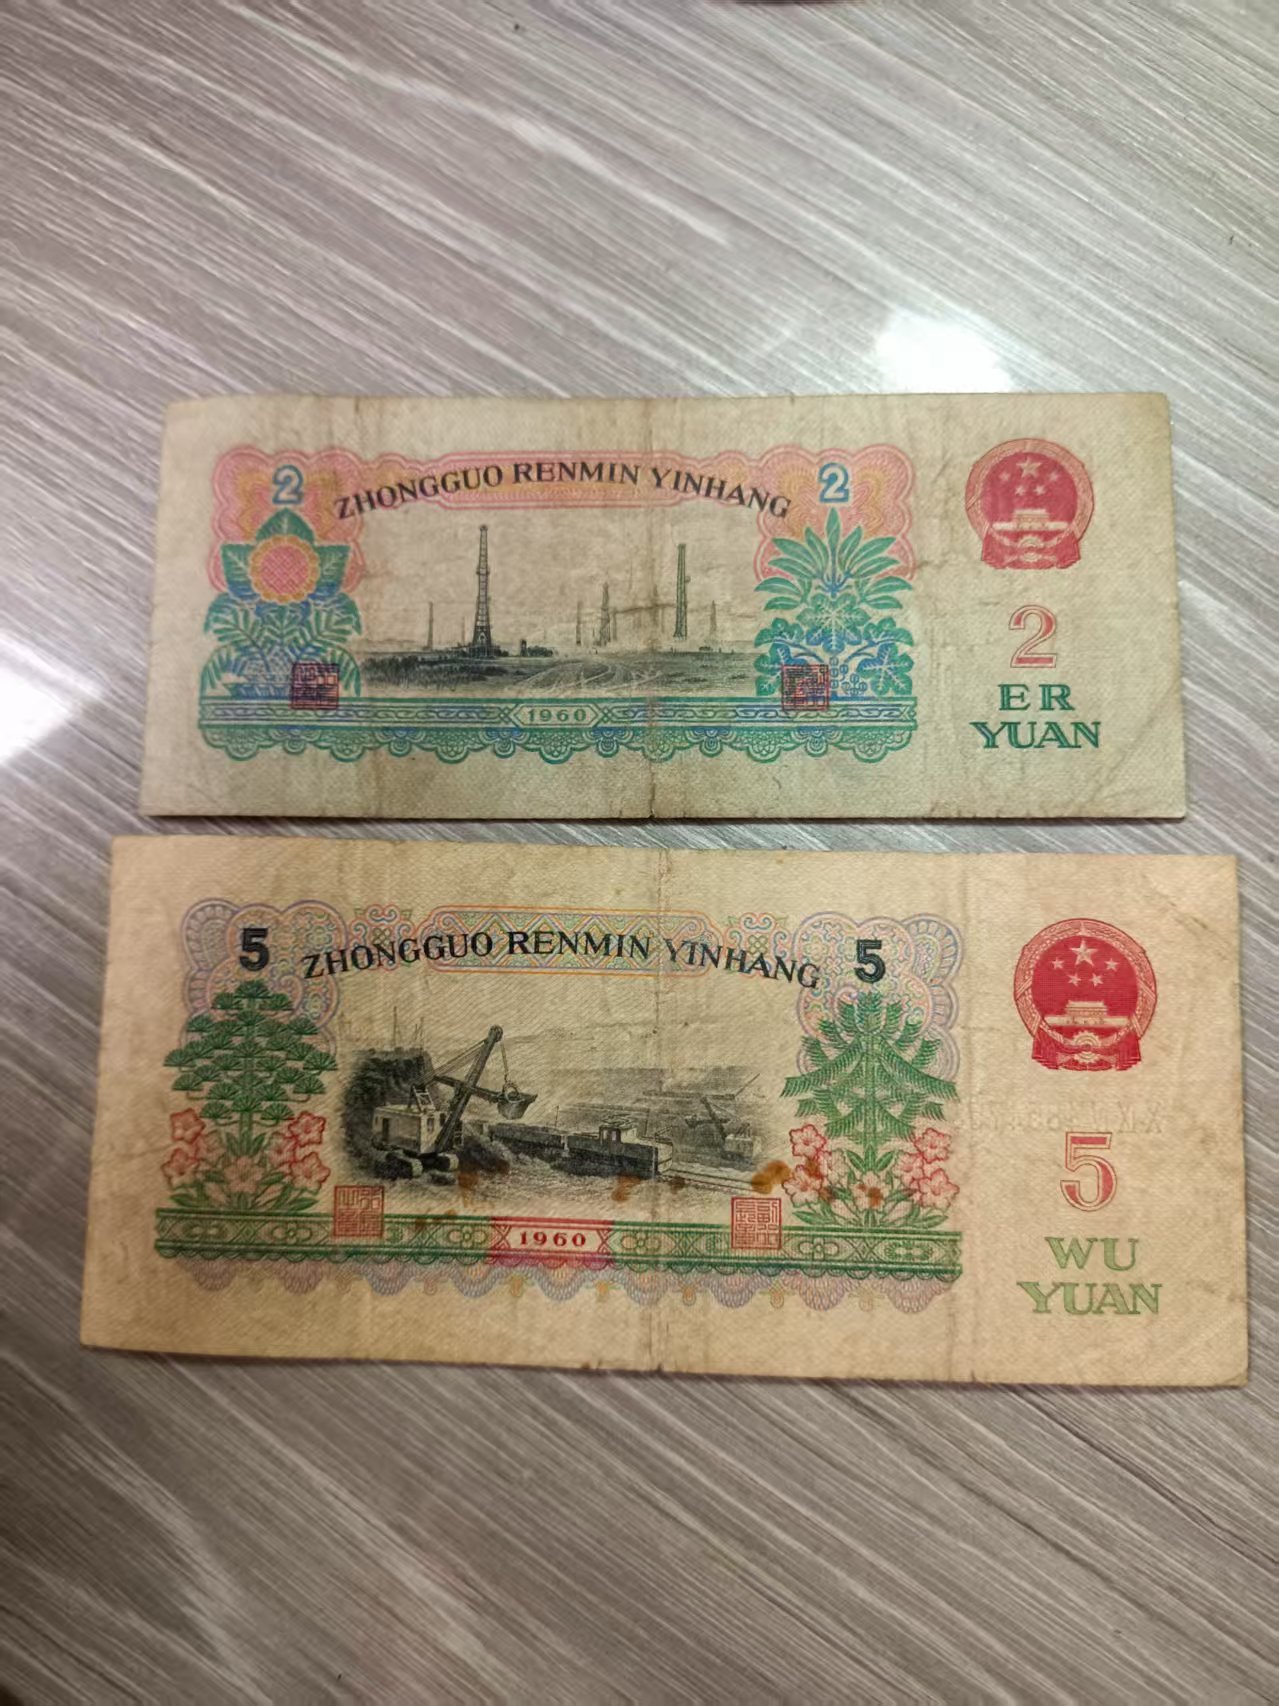 2 ZHONGGUO RENMIN YINHANG 2
1960
2
ER
YUAN
5 ZHONGGUO RENMIN YINHANG 5
1960
5
WU
YUAN